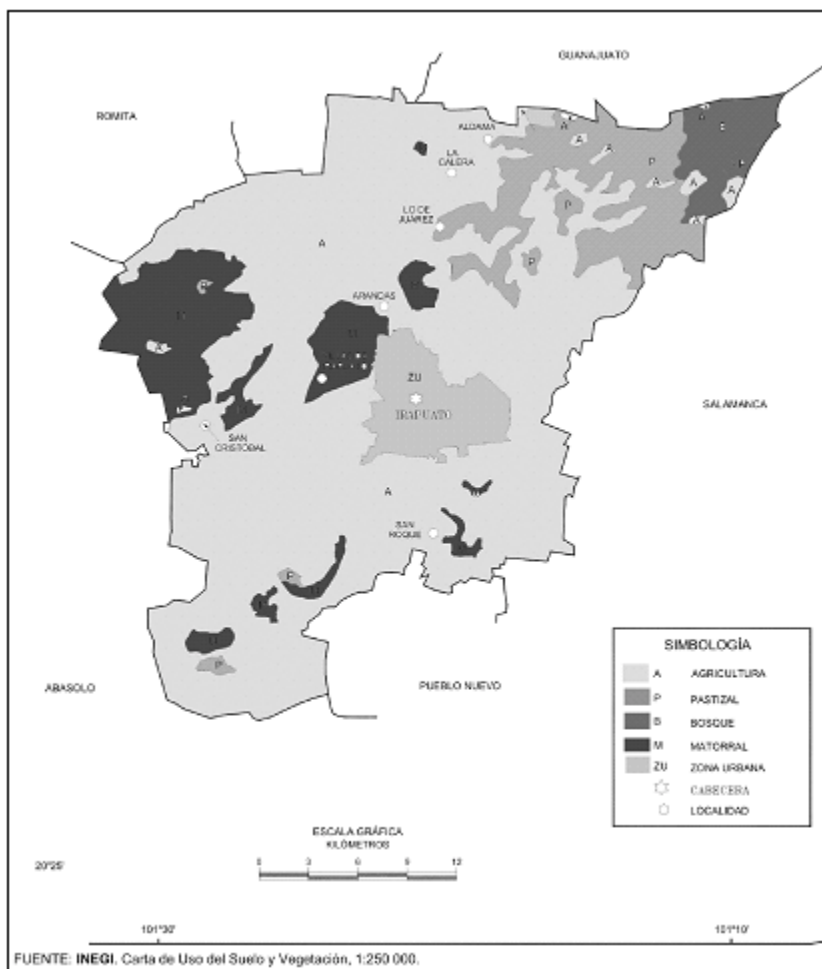 GUANAJUATO
ROMITA
ALDAMA
A
A
LA
CALERA
A
P
A
A
A
LO DE
JUAREZ
P
A
A
P
ARANDAS
A
M
ZU
IRAPUATO
SALAMANCA
M
SAN
CRISTÓBAL
A
SAN
ROQUE
P
M
P
ABASOLO
PUEBLO NUEVO
SIMBOLOGÍA
A AGRICULTURA
P PASTIZAL
B BOSQUE
M MATORRAL
ZU ZONA URBANA
CABECERA
LOCALIDAD
ESCALA GRÁFICA
KILÓMETROS
0 3 6 9 12
20°25'
101°30' 101°10'
FUENTE: INEGI. Carta de Uso del Suelo y Vegetación, 1:250 000.